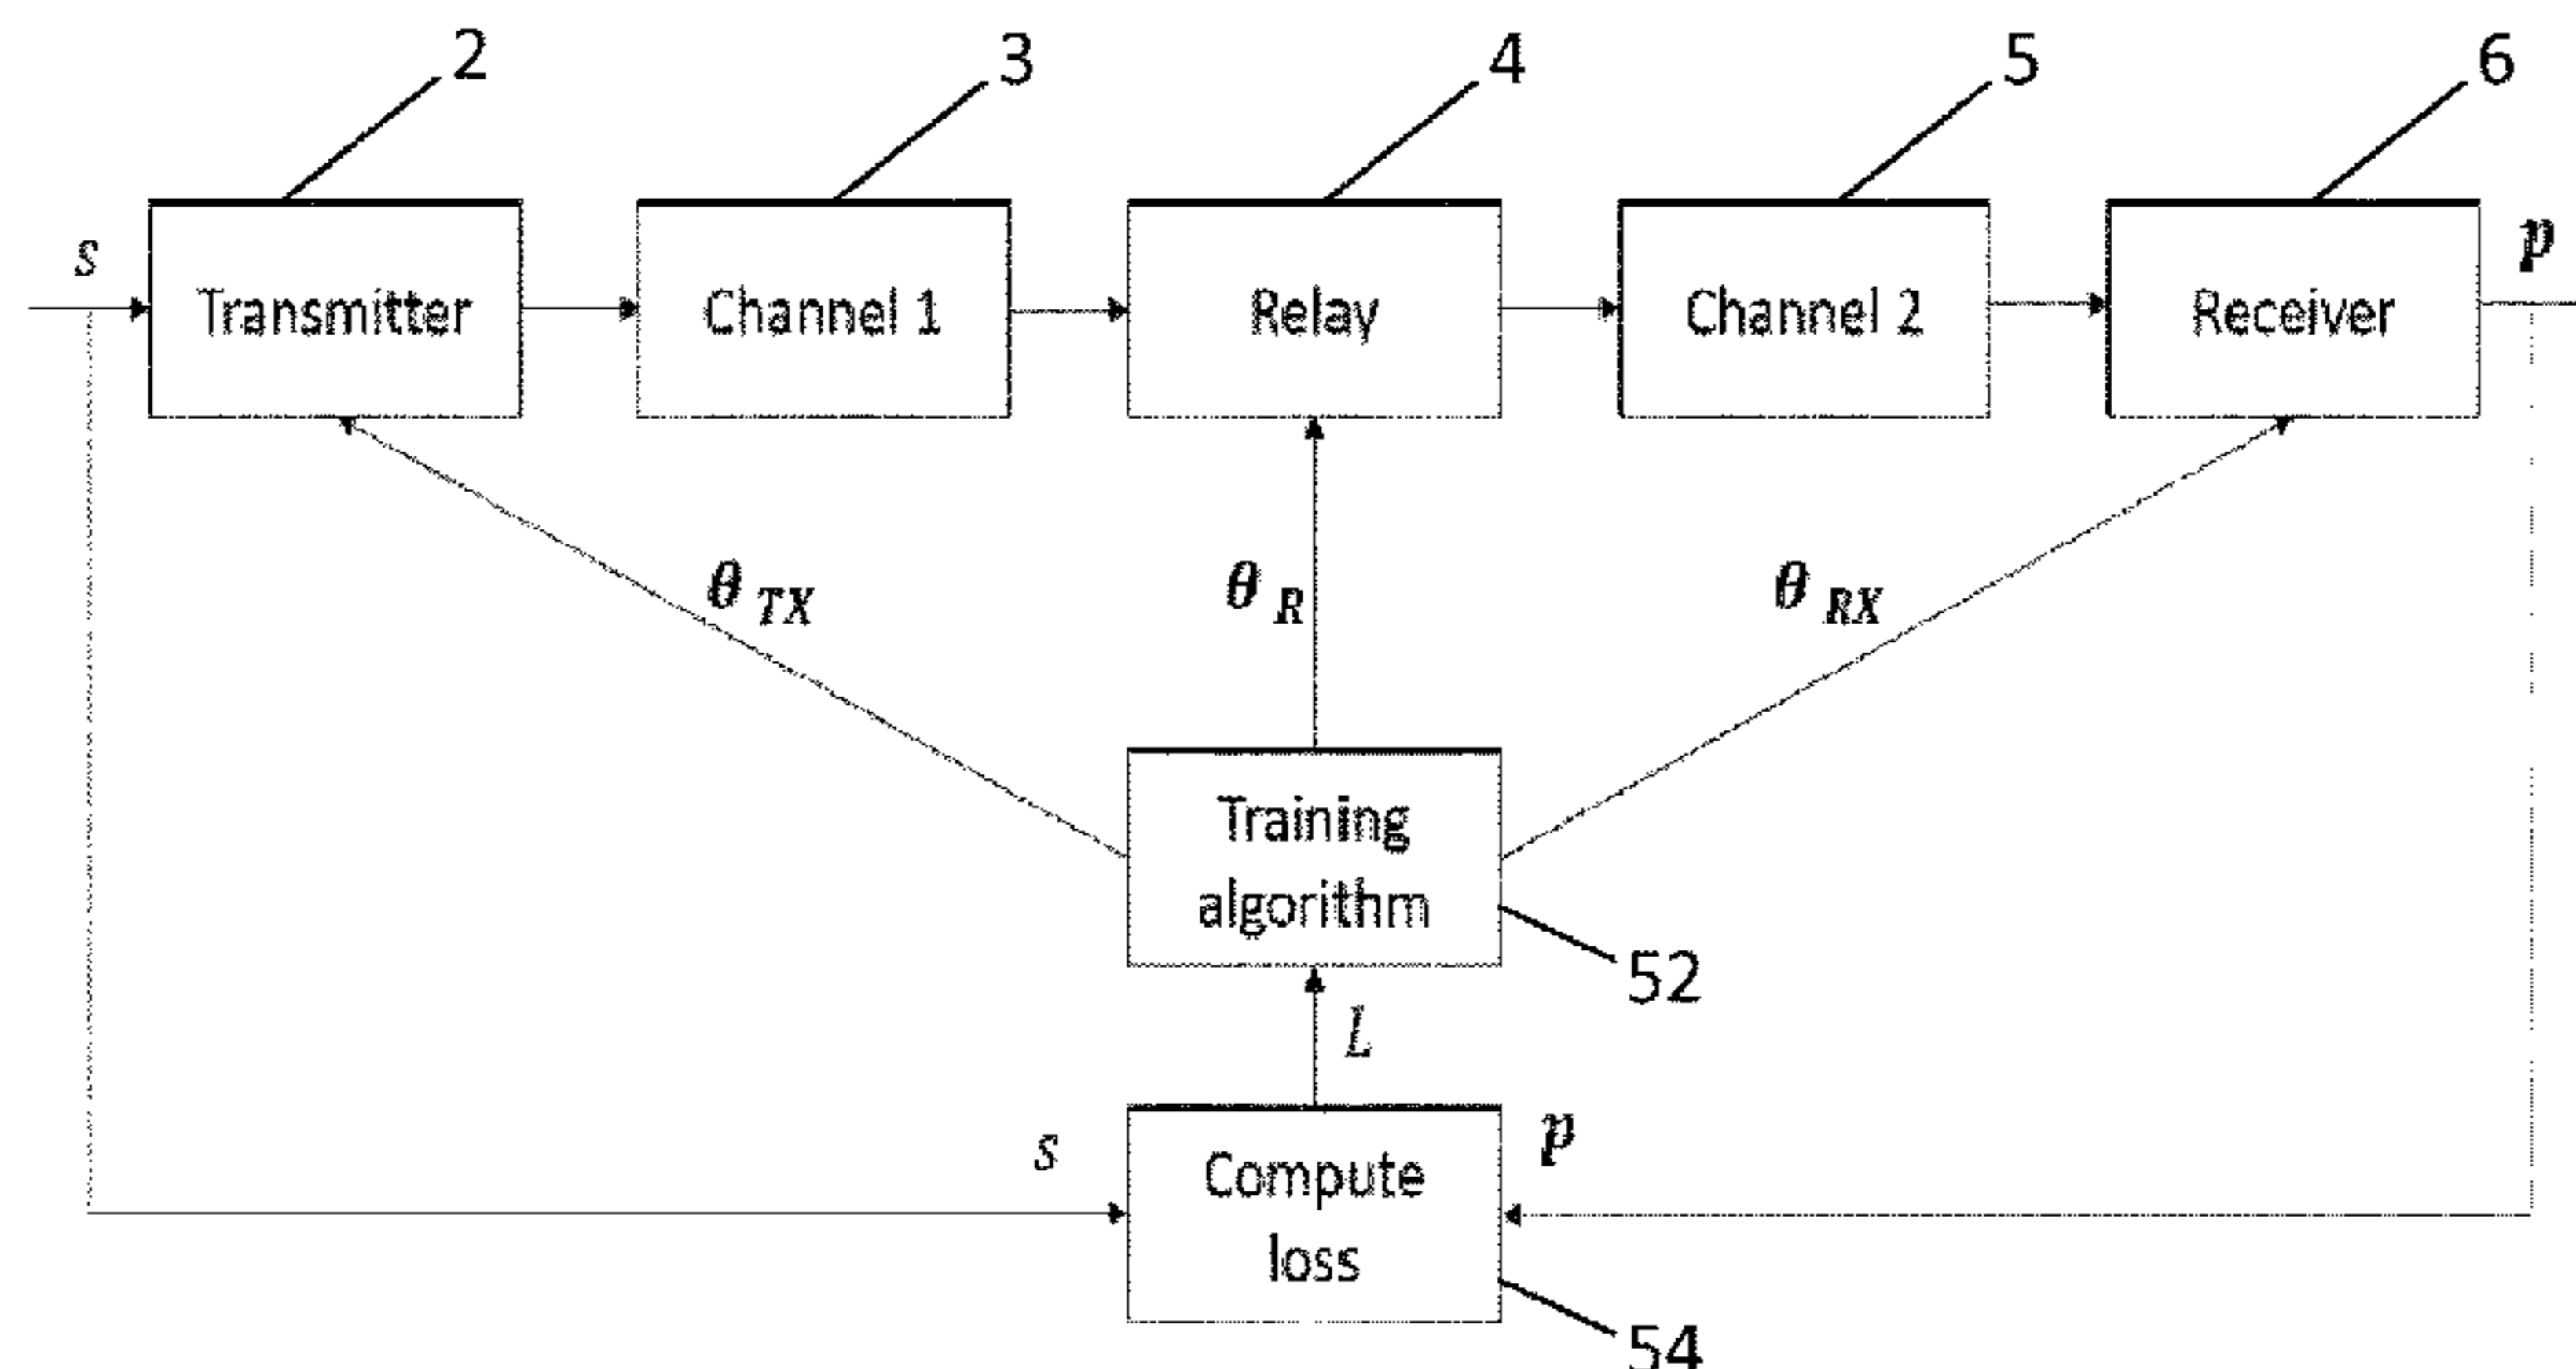 2
3
4
5
6
s
Transmitter
Channel 1
Relay
Channel 2
Receiver
p
θ TX
θ R
θ RX
Training
algorithm
52
L
s
Compute
loss
p
54